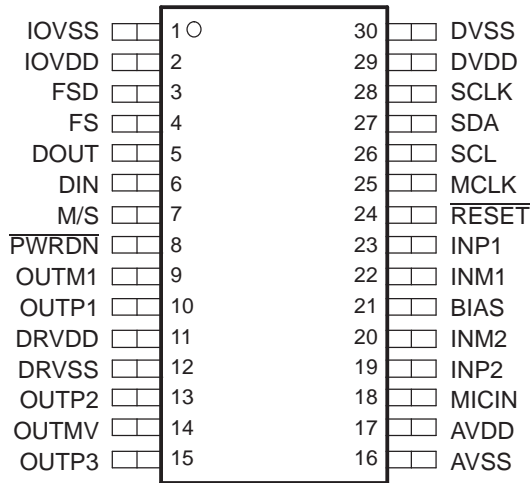 IOVSS 1 30 DVSS
IOVDD 2 29 DVDD
FSD 3 28 SCLK
FS 4 27 SDA
DOUT 5 26 SCL
DIN 6 25 MCLK
M/S 7 24 RESET
PWRDN 8 23 INP1
OUTM1 9 22 INM1
OUTP1 10 21 BIAS
DRVDD 11 20 INM2
DRVSS 12 19 INP2
OUTP2 13 18 MICIN
OUTMV 14 17 AVDD
OUTP3 15 16 AVSS